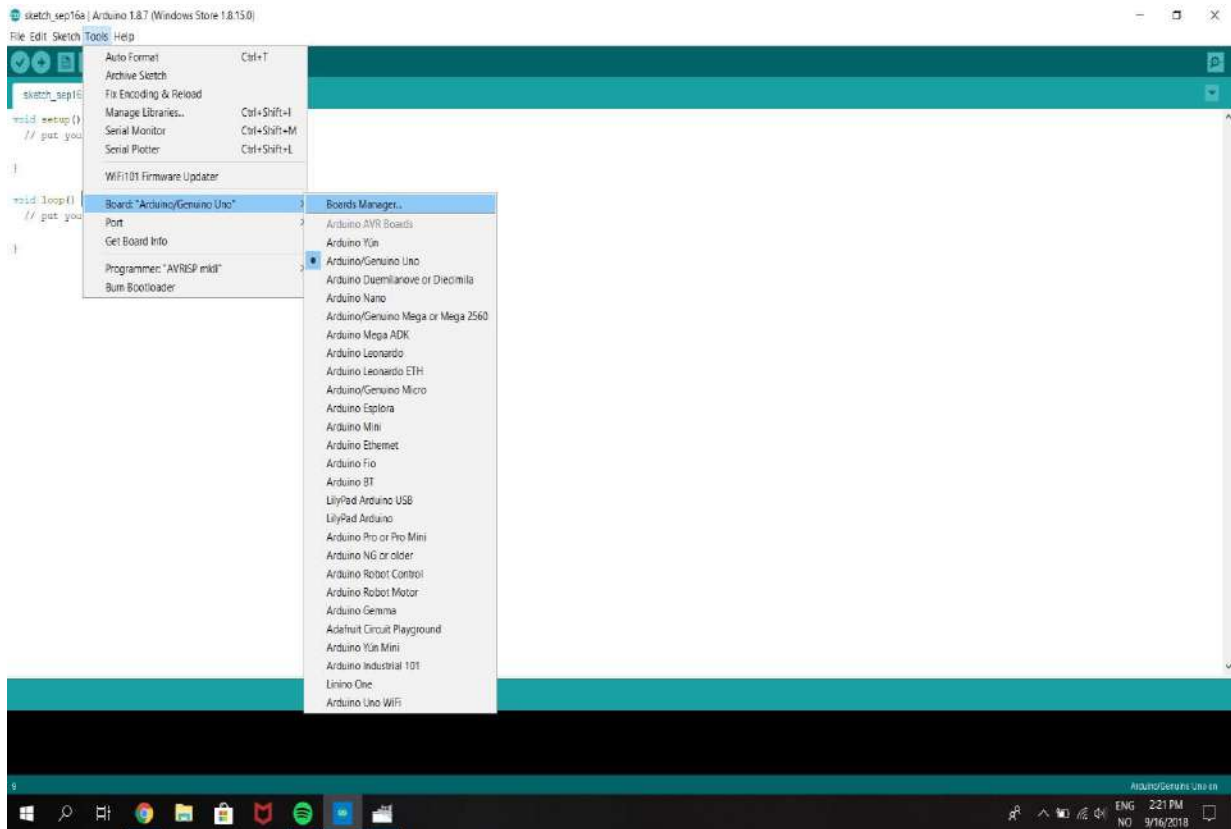 sketch_sep16a | Arduino 1.8.7 (Windows Store 1.8.15.0)
File Edit Sketch Tools Help
sketch_sep16
void setup()
// put you
}
void loop()
// put you
}
Auto Format Ctrl+T
Archive Sketch
Fix Encoding & Reload
Manage Libraries... Ctrl+Shift+I
Serial Monitor Ctrl+Shift+M
Serial Plotter Ctrl+Shift+L
WiFi101 Firmware Updater
Board: "Arduino/Genuino Uno"
Port
Get Board Info
Programmer: "AVRISP mkII"
Burn Bootloader
Boards Manager...
Arduino AVR Boards
Arduino Yún
Arduino/Genuino Uno
Arduino Duemilanove or Diecimila
Arduino Nano
Arduino/Genuino Mega or Mega 2560
Arduino Mega ADK
Arduino Leonardo
Arduino Leonardo ETH
Arduino/Genuino Micro
Arduino Esplora
Arduino Mini
Arduino Ethernet
Arduino Fio
Arduino BT
LilyPad Arduino USB
LilyPad Arduino
Arduino Pro or Pro Mini
Arduino NG or older
Arduino Robot Control
Arduino Robot Motor
Arduino Gemma
Adafruit Circuit Playground
Arduino Yún Mini
Arduino Industrial 101
Linino One
Arduino Uno WiFi
9
Arduino/Genuino Uno on
ENG 2:21 PM
NO 9/16/2018